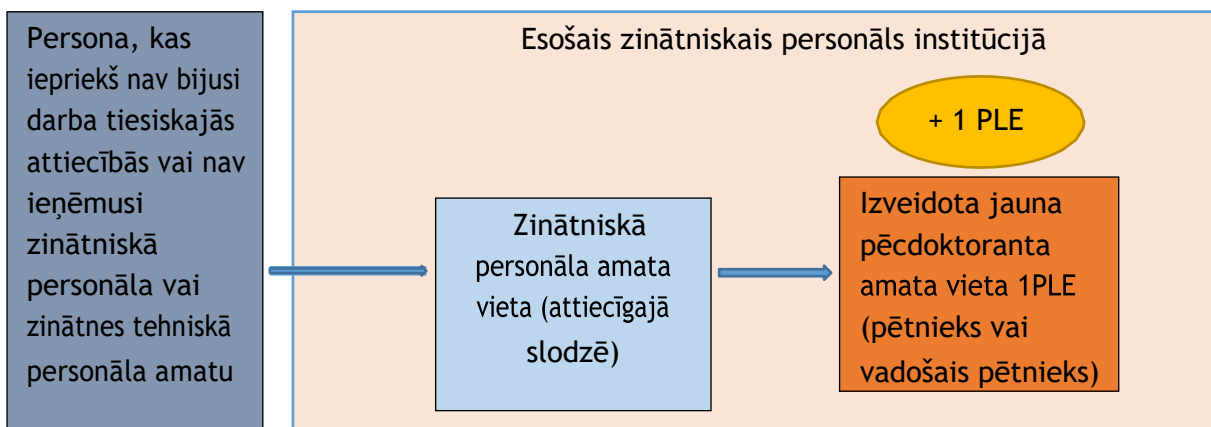 Persona, kas
iepriekš nav bijusi
darba tiesiskajās
attiecībās vai nav
ieņēmusi
zinātniskā
personāla vai
zinātnes tehniskā
personāla amatu
Esošais zinātniskais personāls institūcijā
Zinātniskā
personāla amata
vieta (attiecīgajā
slodzē)
+ 1 PLE
Izveidota jauna
pēcdoktoranta
amata vieta 1PLE
(pētnieks vai
vadošais pētnieks)